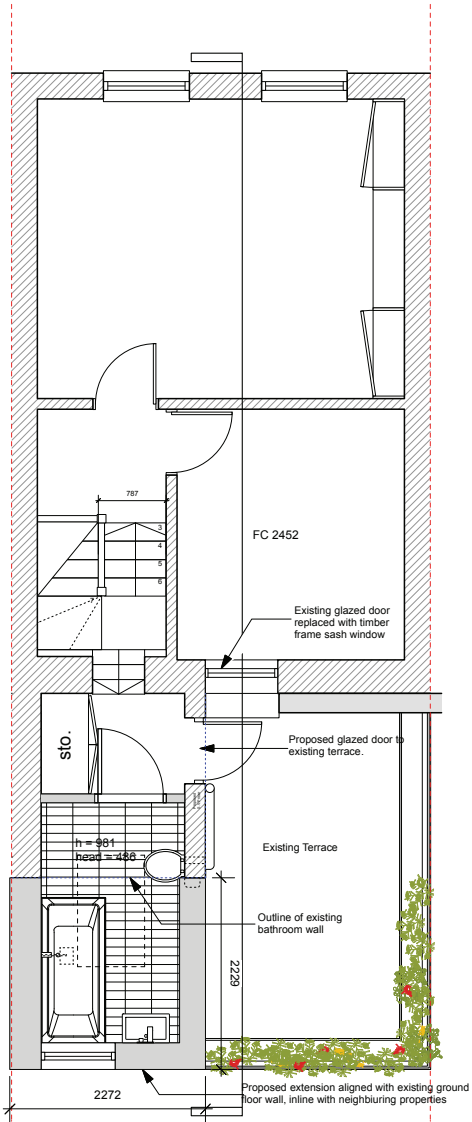 787
3
4
5
6
FC 2452
Existing glazed door
replaced with timber
frame sash window
sto.
Proposed glazed door to
existing terrace.
h = 981
head = 486
Existing Terrace
Outline of existing
bathroom wall
2229
2272
Proposed extension aligned with existing ground
floor wall, inline with neighbiuring properties